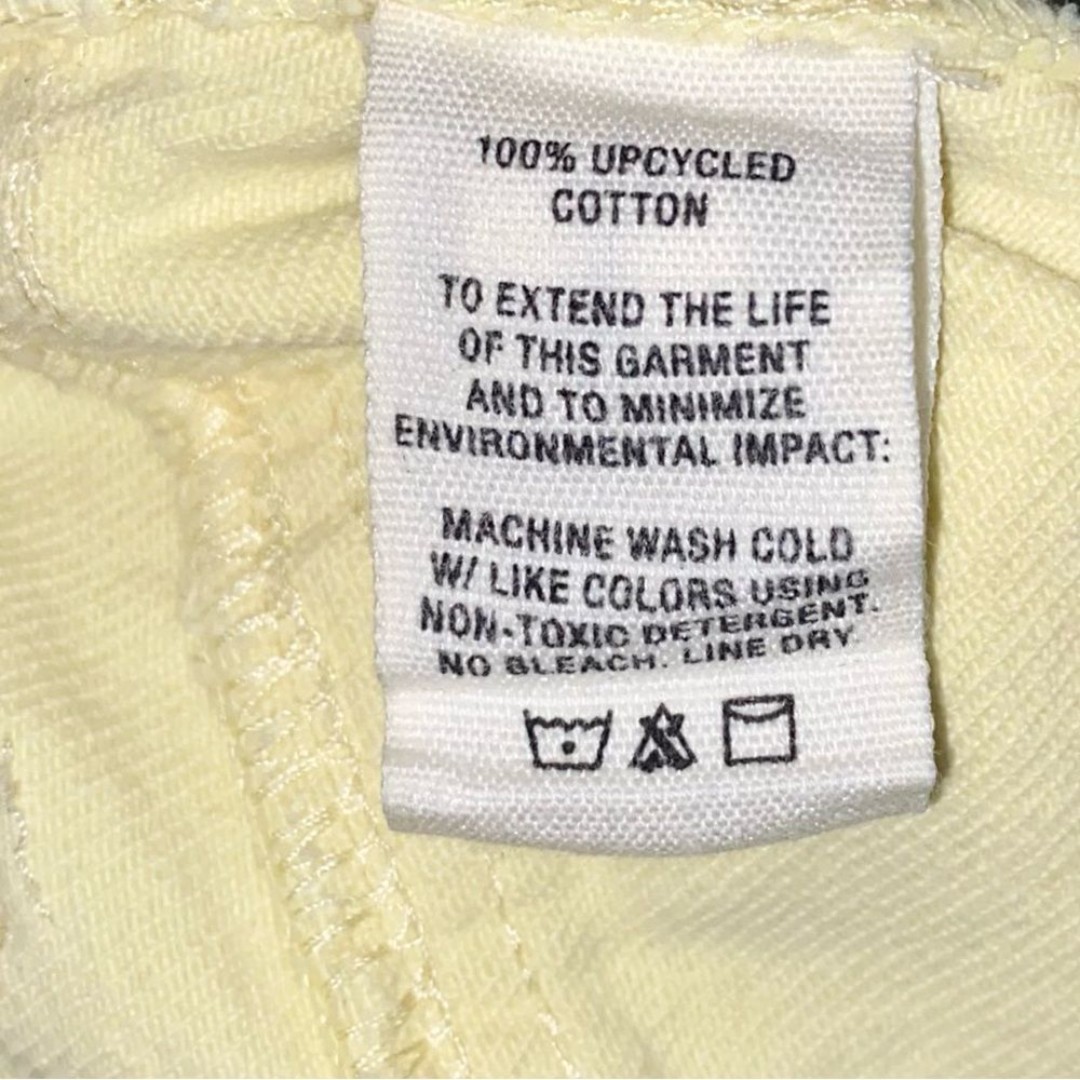 100% UPCYCLED
COTTON
TO EXTEND THE LIFE
OF THIS GARMENT
AND TO MINIMIZE
ENVIRONMENTAL IMPACT:
MACHINE WASH COLD
W/ LIKE COLORS USING
NON-TOXIC DETERGENT.
NO BLEACH. LINE DRY.